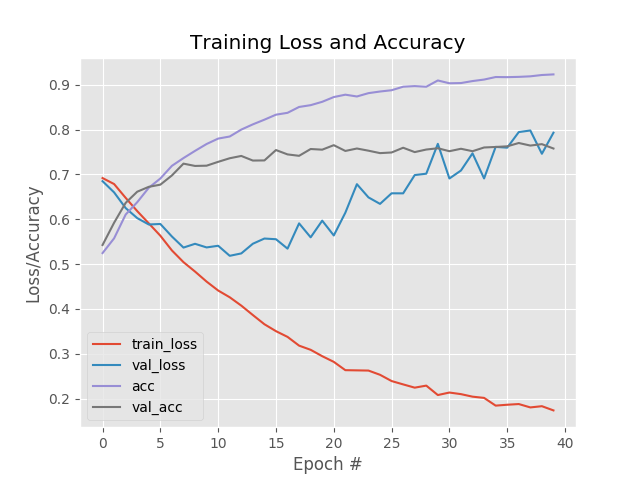 Training Loss and Accuracy
Loss/Accuracy
0.9
0.8
0.7
0.6
0.5
0.4
0.3
0.2
train_loss
val_loss
acc
val_acc
0 5 10 15 20 25 30 35 40
Epoch #